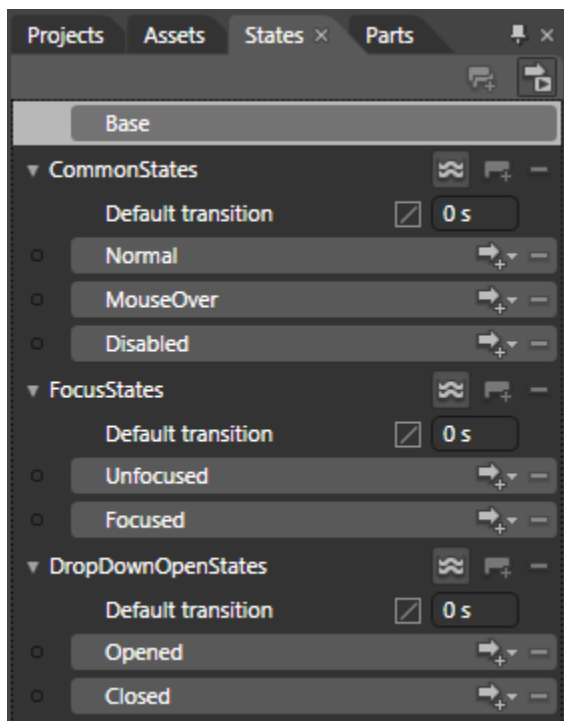 Projects Assets States × Parts
Base
CommonStates
Default transition 0 s
Normal
MouseOver
Disabled
FocusStates
Default transition 0 s
Unfocused
Focused
DropDownOpenStates
Default transition 0 s
Opened
Closed